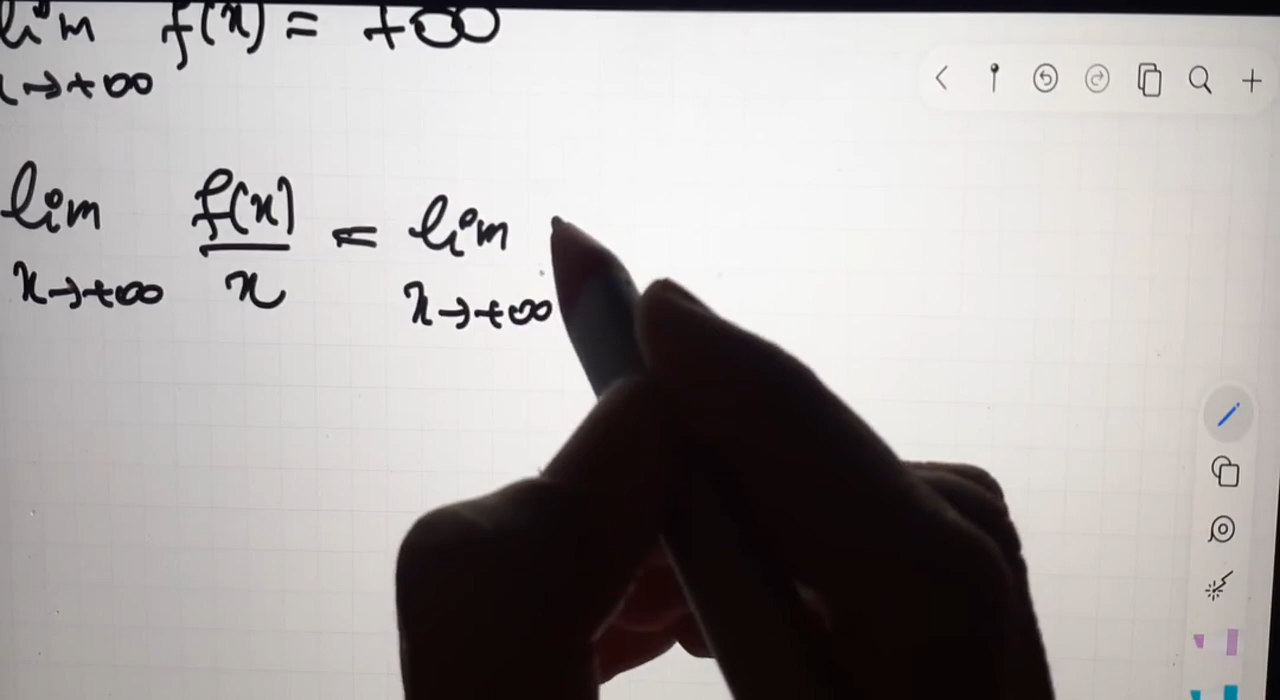 lim f(x) = +∞
x→+∞
lim f(x)/x = lim
x→+∞ x→+∞